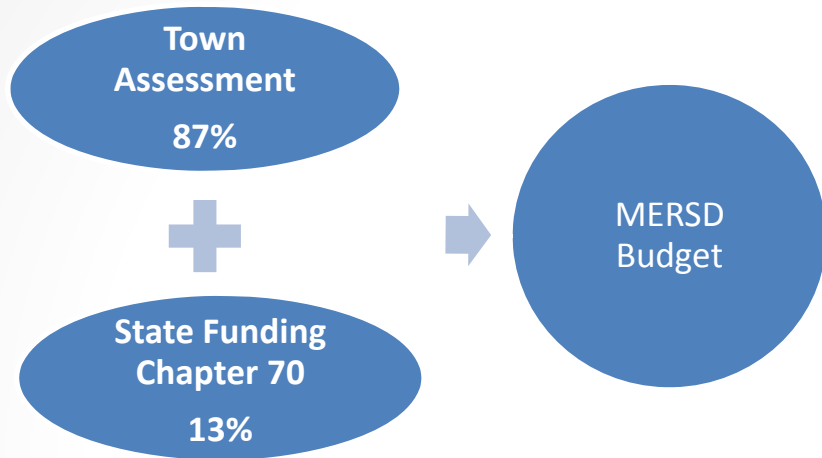 Town
Assessment
87%
State Funding
Chapter 70
13%
MERSD
Budget